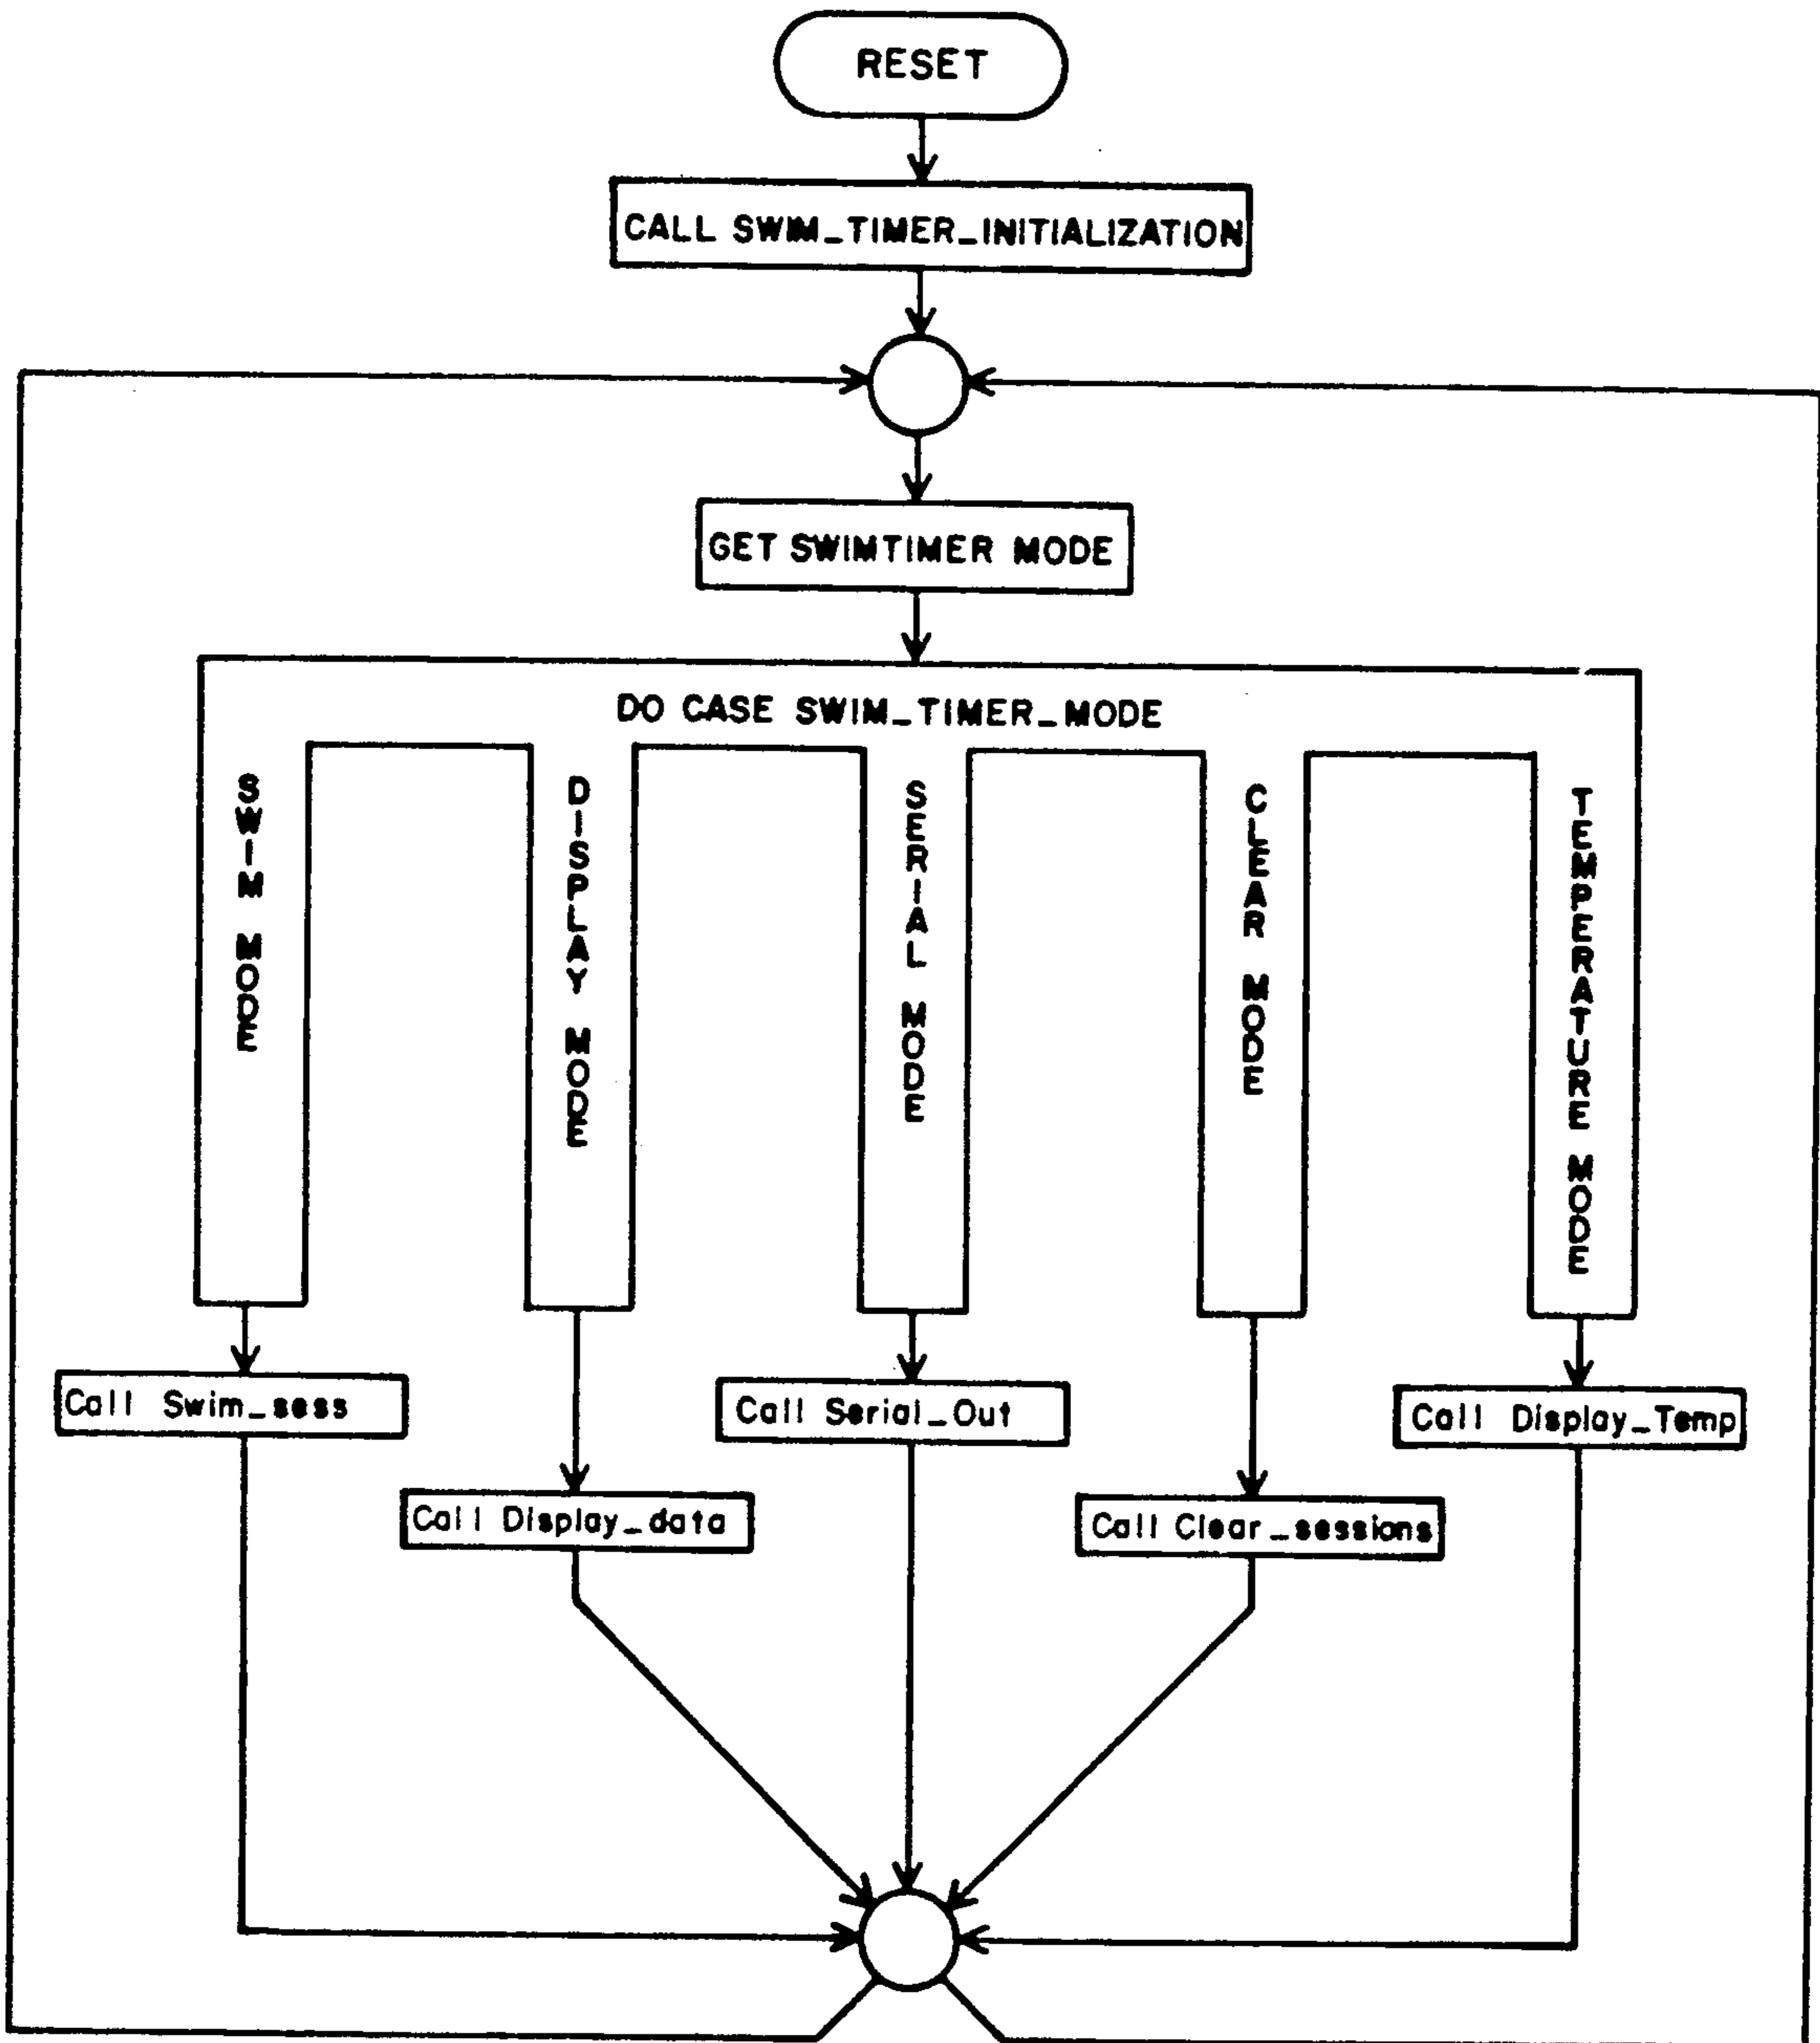 RESET
CALL SWIM_TIMER_INITIALIZATION
GET SWIMTIMER MODE
DO CASE SWIM_TIMER_MODE
SWIM MODE
DISPLAY MODE
SERIAL MODE
CLEAR MODE
TEMPERATURE MODE
Call Swim_sess
Call Serial_Out
Call Display_Temp
Call Display_data
Call Clear_sessions